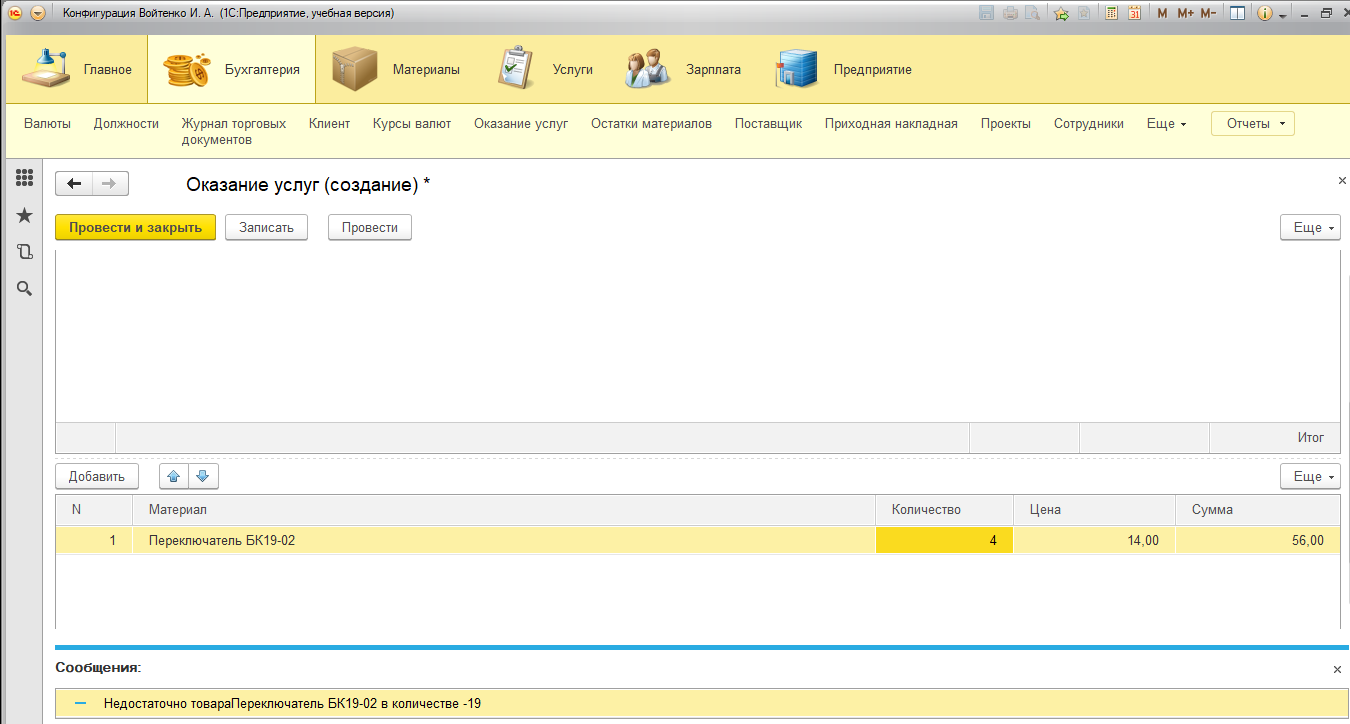 Конфигурация Войтенко И. А. (1С:Предприятие, учебная версия)
31 M M+ M-
Главное Бухгалтерия Материалы Услуги Зарплата Предприятие
Валюты Должности Журнал торговых документов Клиент Курсы валют Оказание услуг Остатки материалов Поставщик Приходная накладная Проекты Сотрудники Еще Отчеты
Оказание услуг (создание) *
Провести и закрыть Записать Провести Еще
Итог
Добавить Еще
N Материал Количество Цена Сумма
1 Переключатель БК19-02 4 14,00 56,00
Сообщения:
Недостаточно товараПереключатель БК19-02 в количестве -19